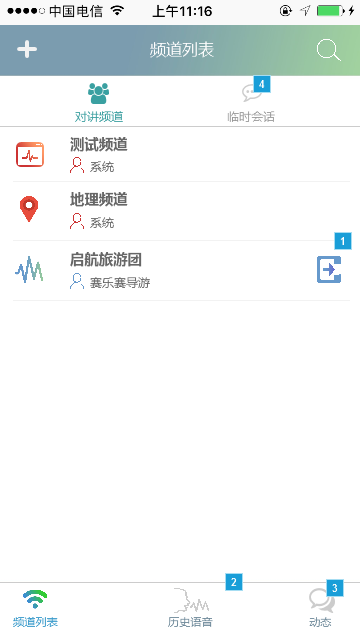 中国电信 上午11:16
频道列表
4
对讲频道 临时会话
测试频道
系统
地理频道
系统
1
启航旅游团
赛乐赛导游
2 3
频道列表 历史语音 动态